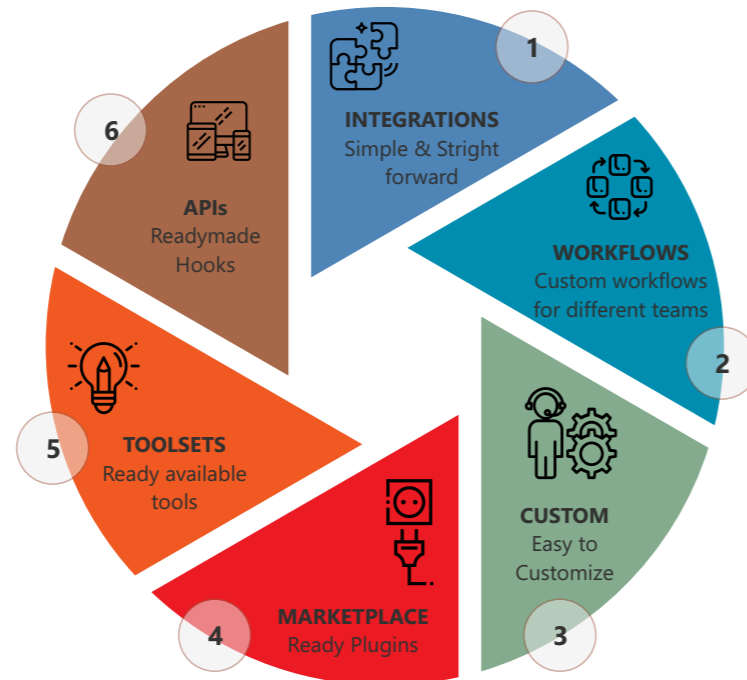 1
INTEGRATIONS
Simple & Stright
forward
2
WORKFLOWS
Custom workflows
for different teams
3
CUSTOM
Easy to
Customize
4
MARKETPLACE
Ready Plugins
5
TOOLSETS
Ready available
tools
6
APIs
Readymade
Hooks